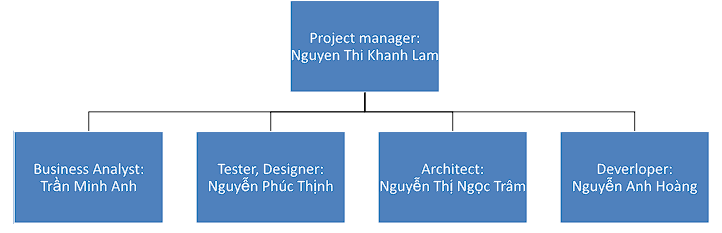 Project manager:
Nguyen Thi Khanh Lam
Business Analyst:
Trần Minh Anh
Tester, Designer:
Nguyễn Phúc Thịnh
Architect:
Nguyễn Thị Ngọc Trâm
Deverloper:
Nguyễn Anh Hoàng